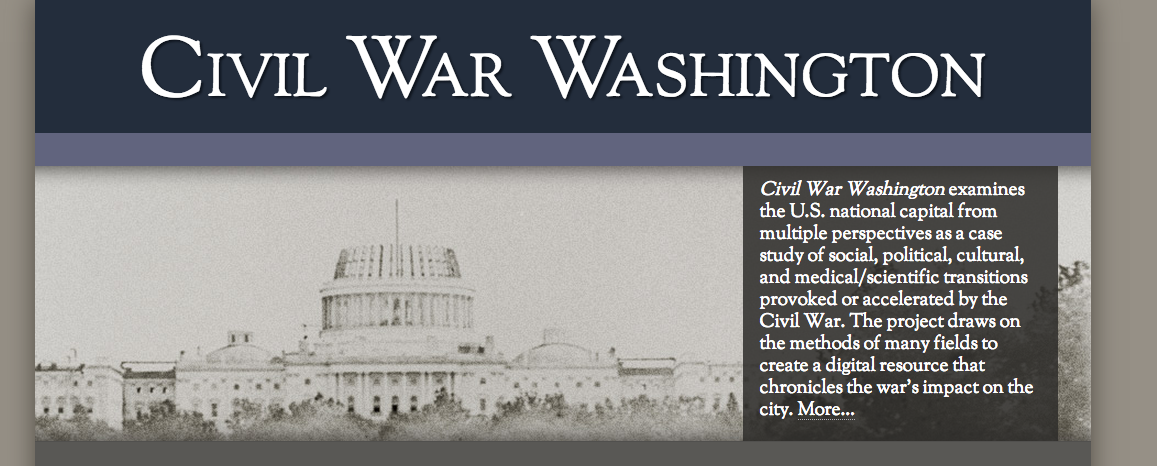 Civil War Washington
Civil War Washington examines
the U.S. national capital from
multiple perspectives as a case
study of social, political, cultural,
and medical/scientific transitions
provoked or accelerated by the
Civil War. The project draws on
the methods of many fields to
create a digital resource that
chronicles the war's impact on the
city. More...